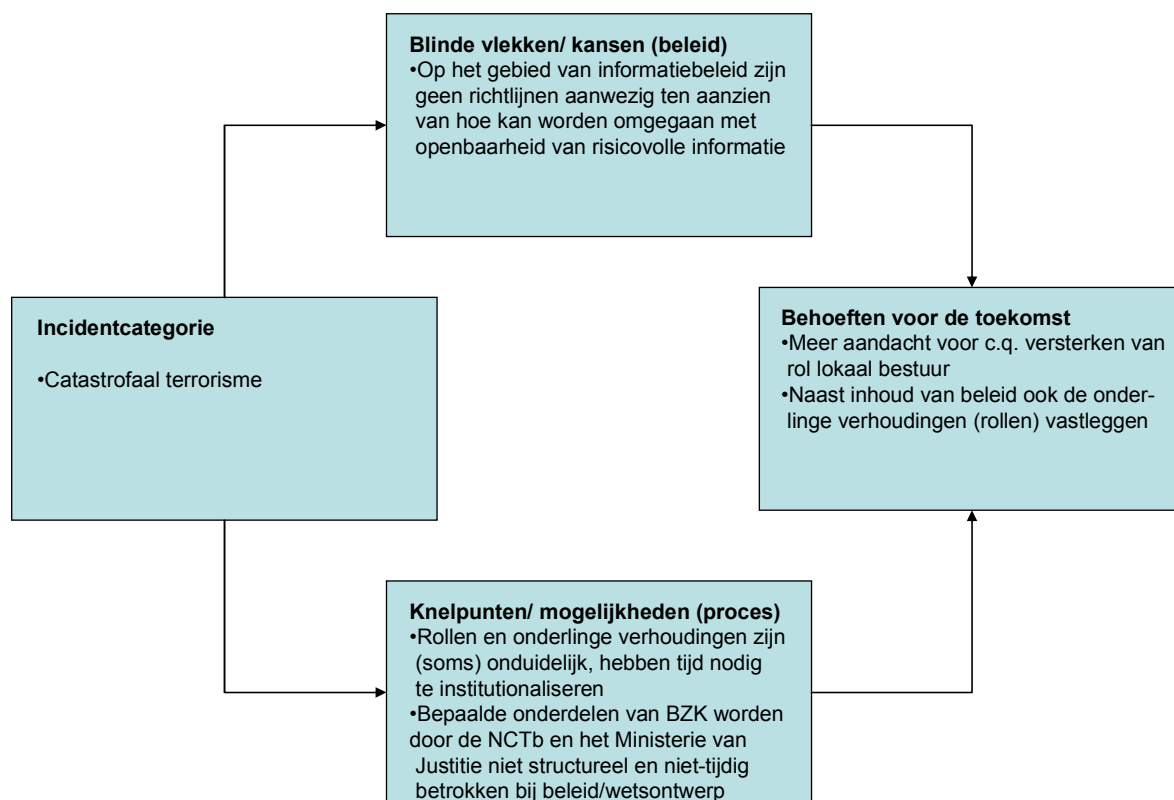 Blinde vlekken/ kansen (beleid)
•Op het gebied van informatiebeleid zijn
geen richtlijnen aanwezig ten aanzien
van hoe kan worden omgegaan met
openbaarheid van risicovolle informatie
Incidentcategorie
•Catastrofaal terrorisme
Behoeften voor de toekomst
•Meer aandacht voor c.q. versterken van
rol lokaal bestuur
•Naast inhoud van beleid ook de onder-
linge verhoudingen (rollen) vastleggen
Knelpunten/ mogelijkheden (proces)
•Rollen en onderlinge verhoudingen zijn
(soms) onduidelijk, hebben tijd nodig
te institutionaliseren
•Bepaalde onderdelen van BZK worden
door de NCTb en het Ministerie van
Justitie niet structureel en niet-tijdig
betrokken bij beleid/wetsontwerp